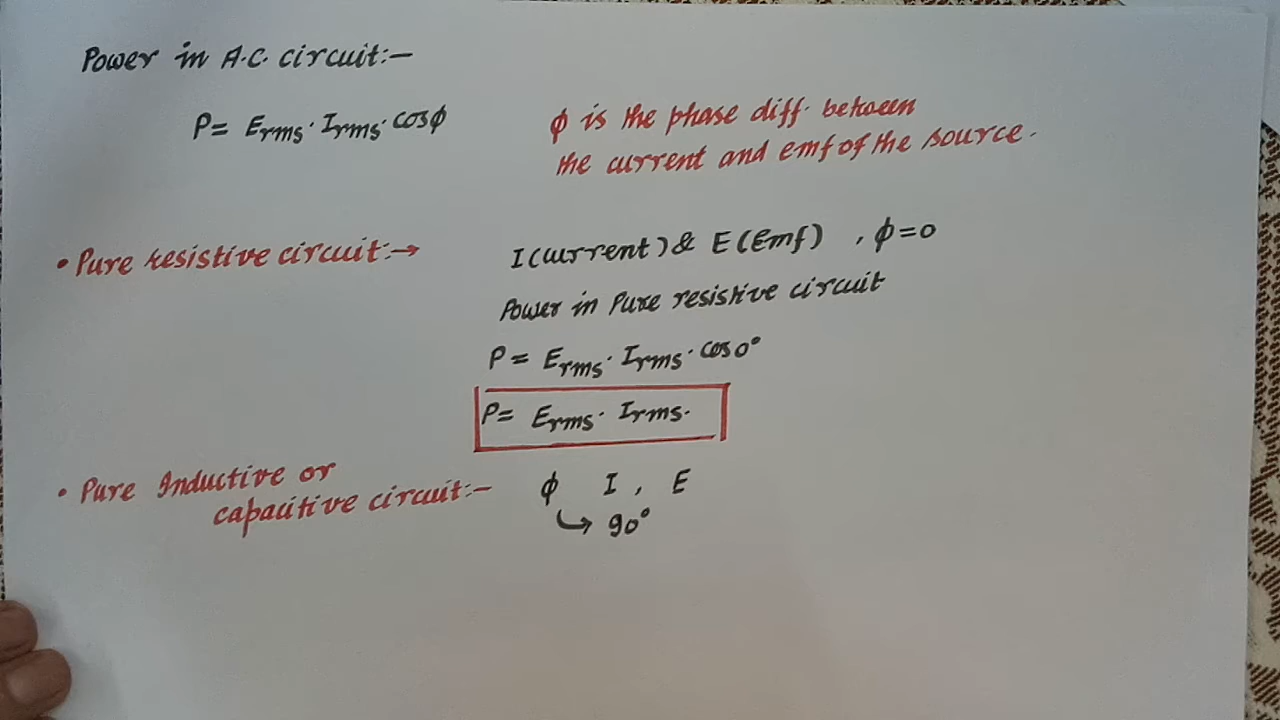 Power in A.C. circuit:-
P= Erms. Irms. cosϕ
ϕ is the phase diff. between
the current and emf of the source.
• Pure resistive circuit:→
I(current) & E(Emf) , ϕ=0
Power in Pure resistive circuit
P = Erms. Irms. cos0°
P= Erms. Irms.
• Pure Inductive or
capacitive circuit:-
ϕ I, E
↳ 90°